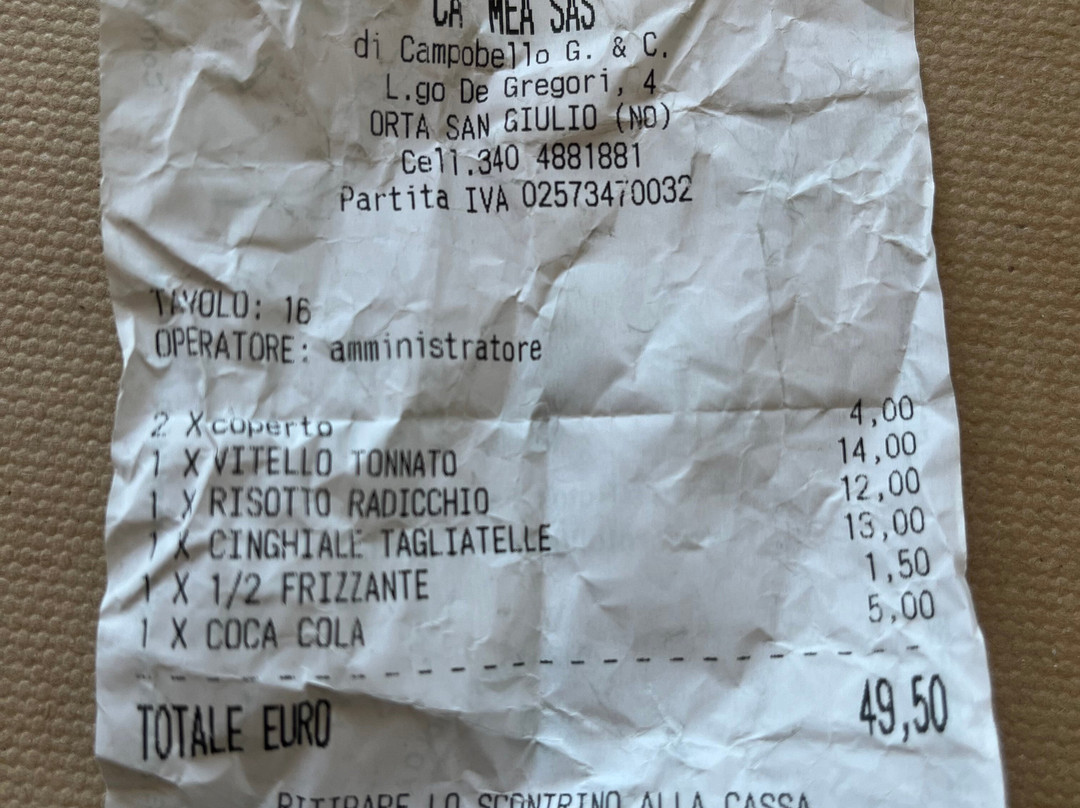 CA' MEA SAS
di Campobello G. & C.
L.go De Gregori, 4
ORTA SAN GIULIO (NO)
Cell.340 4881881
Partita IVA 02573470032
TAVOLO: 16
OPERATORE: amministratore
2 X coperto 4,00
1 X VITELLO TONNATO 14,00
1 X RISOTTO RADICCHIO 12,00
1 X CINGHIALE TAGLIATELLE 13,00
1 X 1/2 FRIZZANTE 1,50
1 X COCA COLA 5,00
TOTALE EURO 49,50
RITIRARE LO SCONTRINO ALLA CASSA